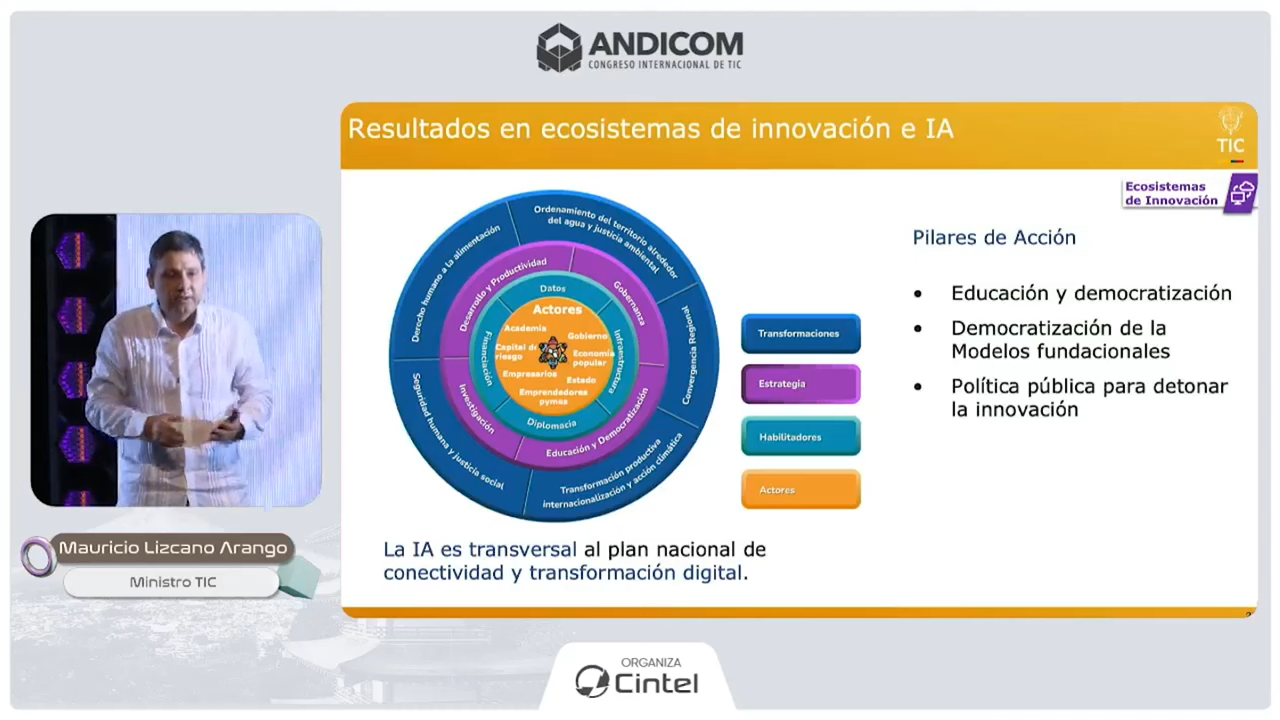 ANDICOM
CONGRESO INTERNACIONAL DE TIC
Resultados en ecosistemas de innovación e IA
TIC
Ecosistemas
de Innovación
Ordenamiento del territorio alrededor
del agua y justicia ambiental
Convergencia Regional
Transformación productiva
internacionalización y acción climática
Seguridad humana y justicia social
Derecho humano a la alimentación
Desarrollo y Productividad
Gobernanza
Educación y Democratización
Investigación
Datos
Infraestructura
Diplomacia
Financiación
Actores
Academia
Gobierno
Capital de
riesgo
Economía
popular
Empresarios
Estado
Emprendedores
pymes
Transformaciones
Estrategia
Habilitadores
Actores
Pilares de Acción
• Educación y democratización
• Democratización de la
Modelos fundacionales
• Política pública para detonar
la innovación
La IA es transversal al plan nacional de
conectividad y transformación digital.
Mauricio Lizcano Arango
Ministro TIC
ORGANIZA
Cintel